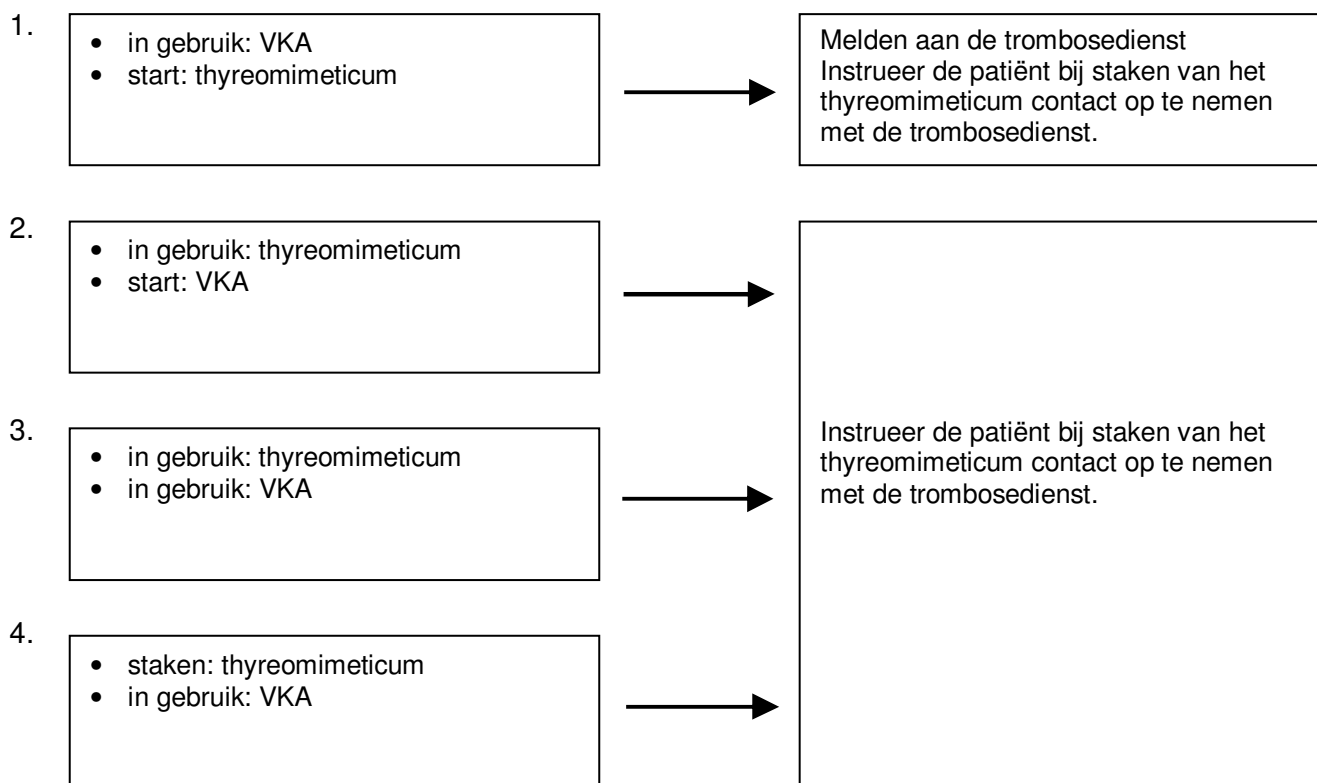 1.
• in gebruik: VKA
• start: thyreomimeticum
Melden aan de trombosedienst
Instrueer de patiënt bij staken van het
thyreomimeticum contact op te nemen
met de trombosedienst.
2.
• in gebruik: thyreomimeticum
• start: VKA
3.
• in gebruik: thyreomimeticum
• in gebruik: VKA
Instrueer de patiënt bij staken van het
thyreomimeticum contact op te nemen
met de trombosedienst.
4.
• staken: thyreomimeticum
• in gebruik: VKA